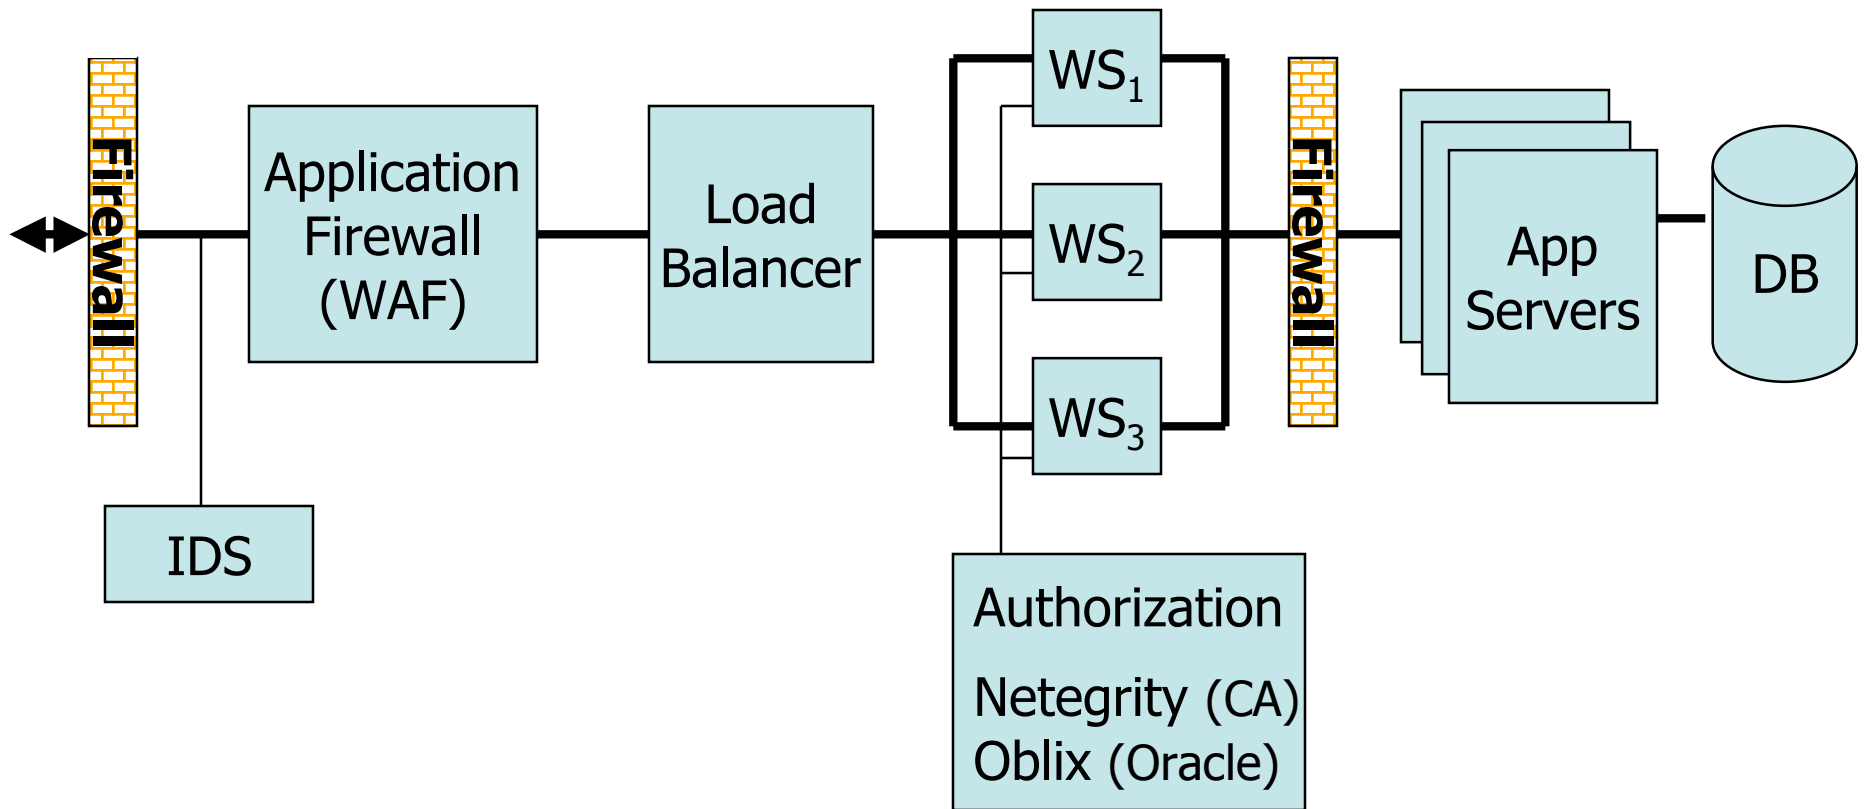 Firewall
Application
Firewall
(WAF)
Load
Balancer
WS₁
WS₂
WS₃
Firewall
App
Servers
DB
IDS
Authorization
Netegrity (CA)
Oblix (Oracle)